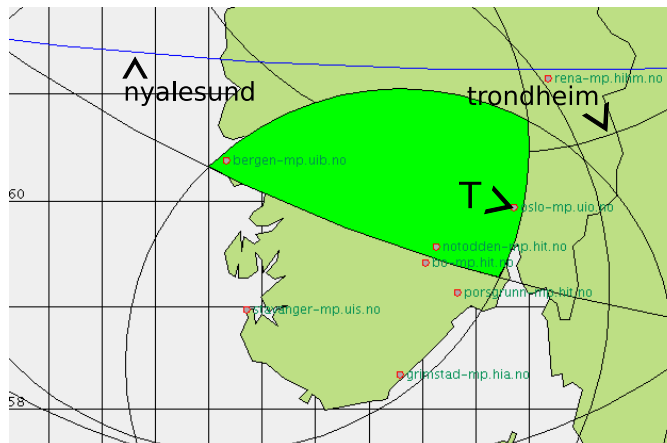 rena-mp.hihm.no
nyalesund
trondheim
bergen-mp.uib.no
60
T
oslo-mp.uio.no
notodden-mp.hit.no
bo-mp.hit.no
porsgrunn-mp.hit.no
stavanger-mp.uis.no
grimstad-mp.hia.no
58